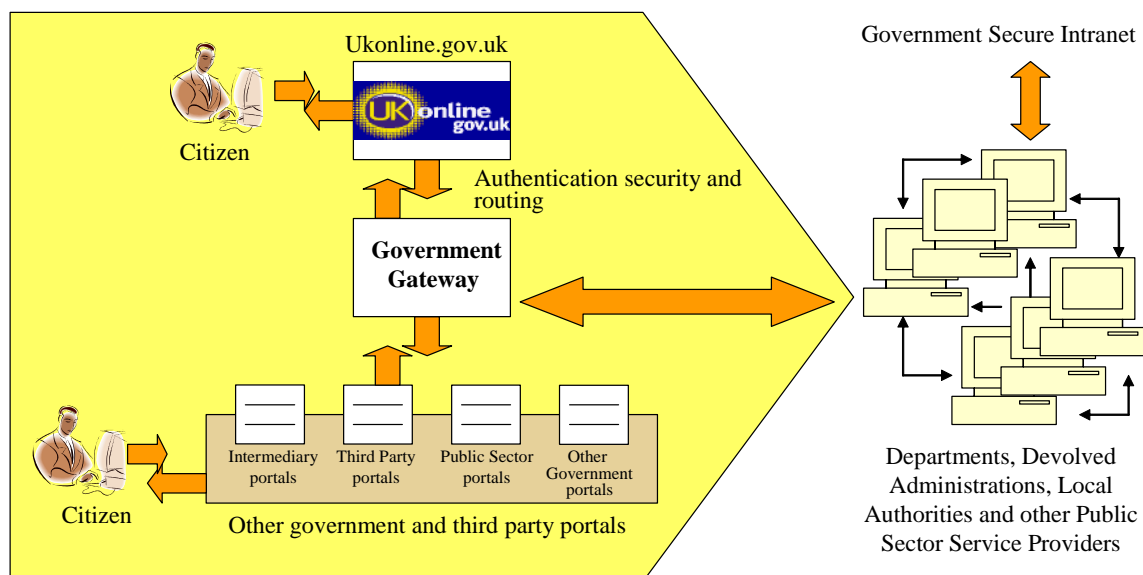 Ukonline.gov.uk
UK online
gov.uk
Citizen
Authentication security and
routing
Government
Gateway
Intermediary
portals
Third Party
portals
Public Sector
portals
Other
Government
portals
Citizen
Other government and third party portals
Government Secure Intranet
Departments, Devolved
Administrations, Local
Authorities and other Public
Sector Service Providers